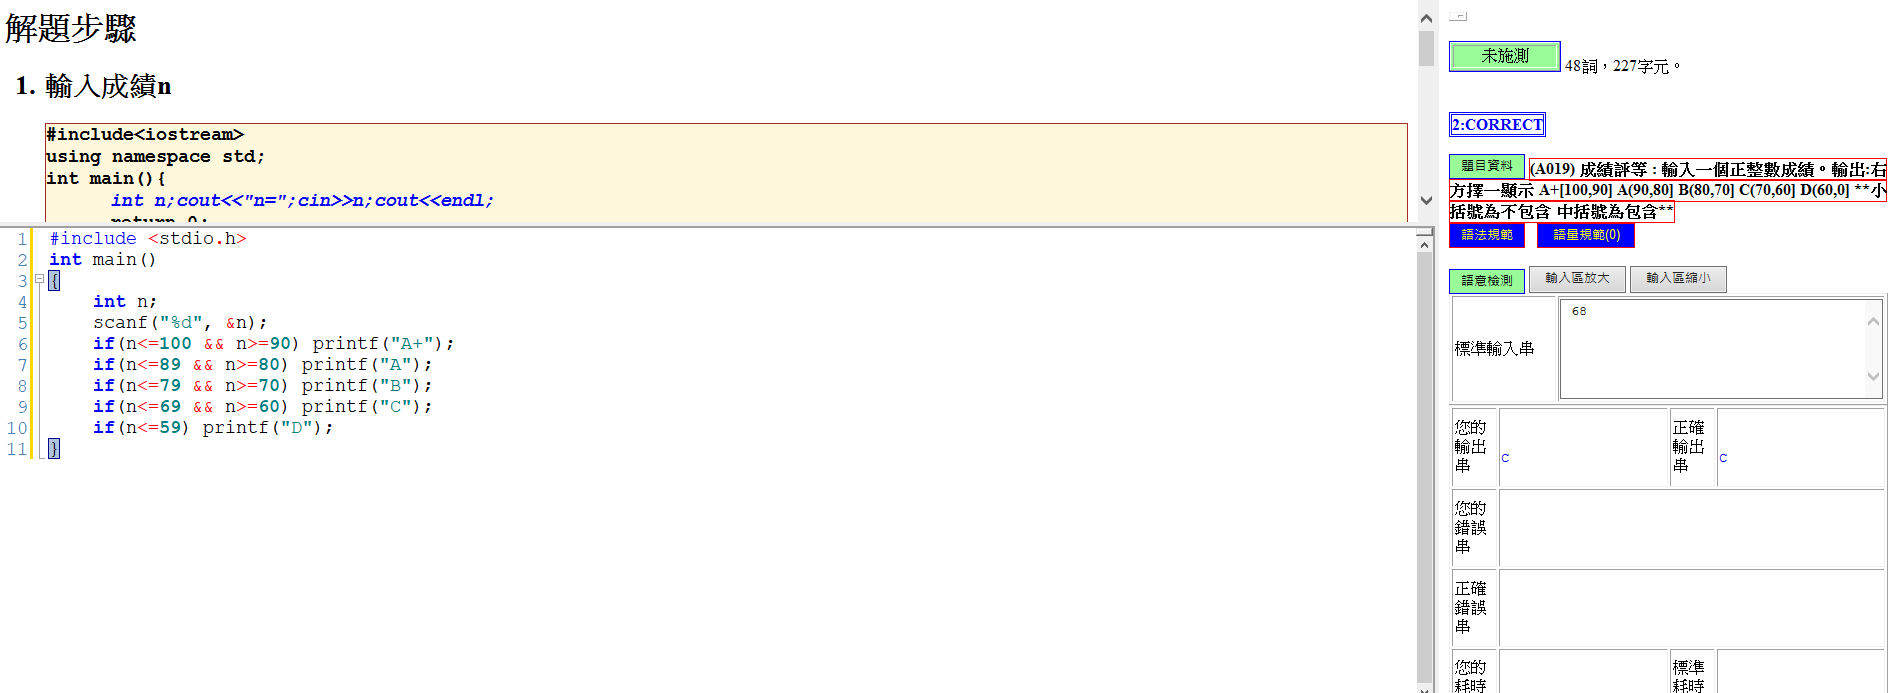 解題步驟
1. 輸入成績n
#include<iostream>
using namespace std;
int main(){
int n;cout<<"n=";cin>>n;cout<<endl;
return 0;
1 #include <stdio.h>
2 int main()
3 {
4 int n;
5 scanf("%d", &n);
6 if(n<=100 && n>=90) printf("A+");
7 if(n<=89 && n>=80) printf("A");
8 if(n<=79 && n>=70) printf("B");
9 if(n<=69 && n>=60) printf("C");
10 if(n<=59) printf("D");
11 }
未施測 48詞，227字元。
2:CORRECT
題目資料 (A019) 成績評等 : 輸入一個正整數成績。輸出:右
方擇一顯示 A+[100,90] A(90,80] B(80,70] C(70,60] D(60,0] **小
括號為不包含 中括號為包含**
語法規範 語量規範(0)
語意檢測 輸入區放大 輸入區縮小
標準輸入串 68
您的輸出串 C 正確輸出串 C
您的錯誤串
正確錯誤串
您的耗時 標準耗時